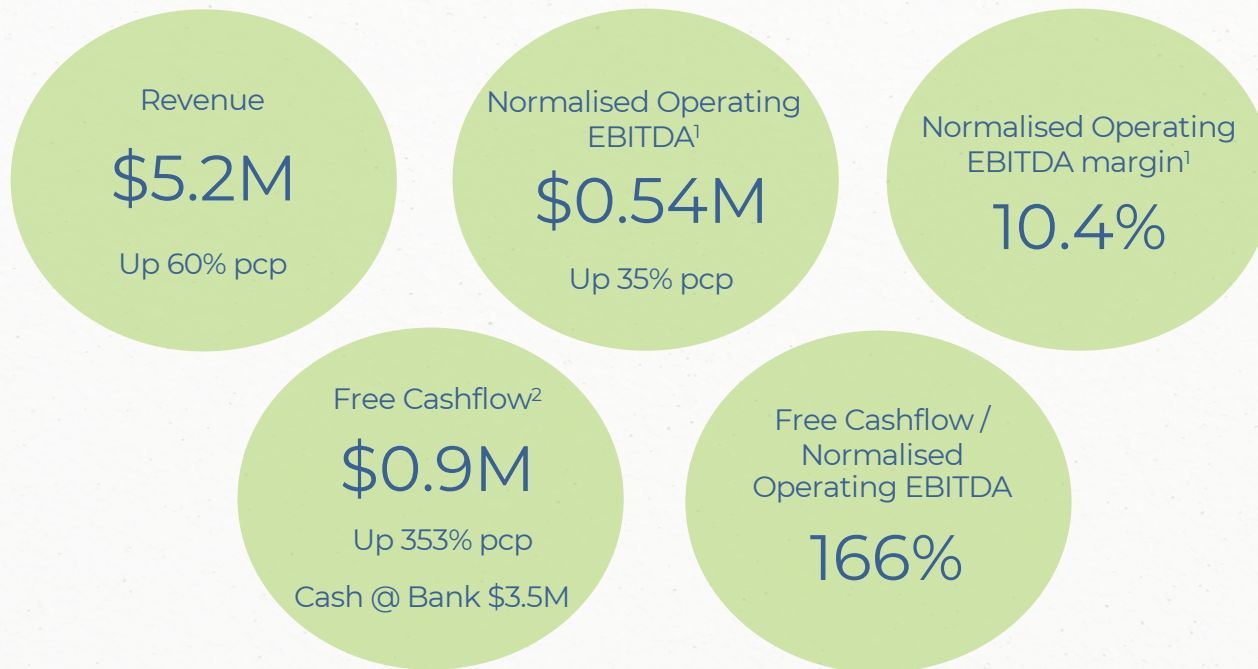 Revenue
$5.2M
Up 60% pcp
Normalised Operating
EBITDA¹
$0.54M
Up 35% pcp
Normalised Operating
EBITDA margin¹
10.4%
Free Cashflow²
$0.9M
Up 353% pcp
Cash @ Bank $3.5M
Free Cashflow /
Normalised
Operating EBITDA
166%